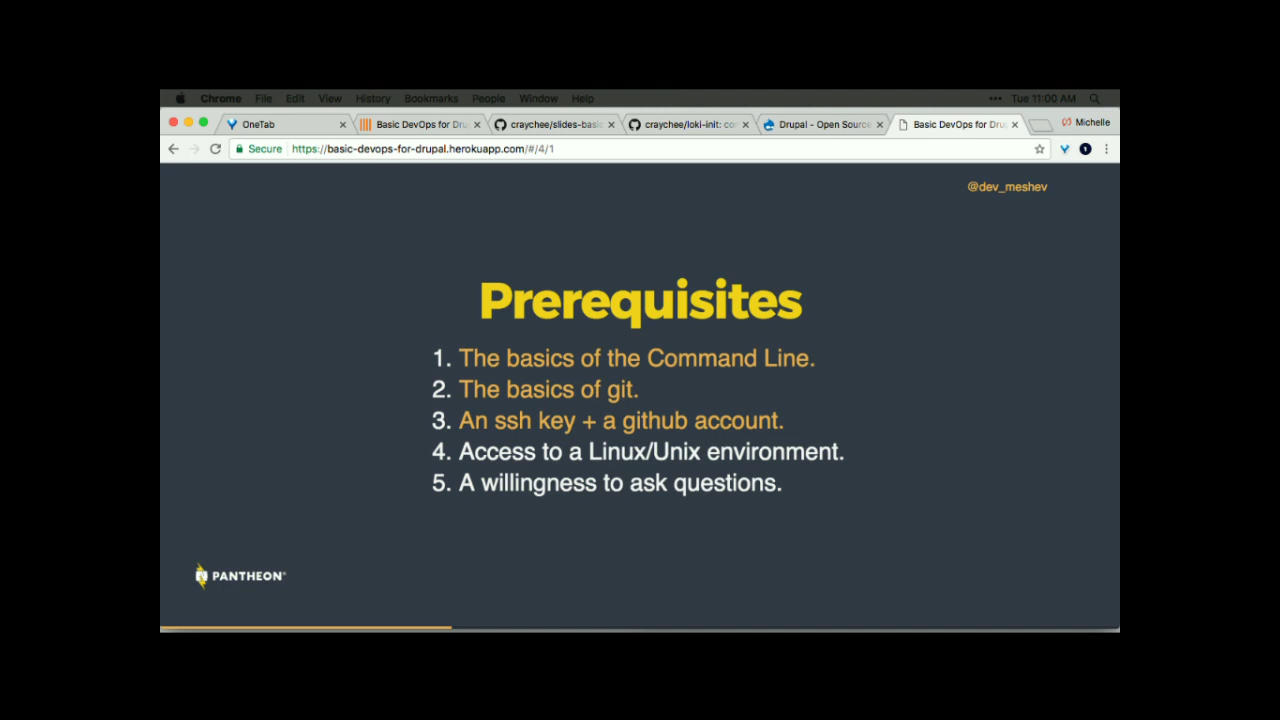 Chrome File Edit View History Bookmarks People Window Help ••• Tue 11:00 AM
OneTab Basic DevOps for Dru craychee/slides-basic craychee/loki-init: co Drupal - Open Source Basic DevOps for Dru Michelle
Secure https://basic-devops-for-drupal.herokuapp.com/#/4/1
@dev_meshev
Prerequisites
1. The basics of the Command Line.
2. The basics of git.
3. An ssh key + a github account.
4. Access to a Linux/Unix environment.
5. A willingness to ask questions.
PANTHEON